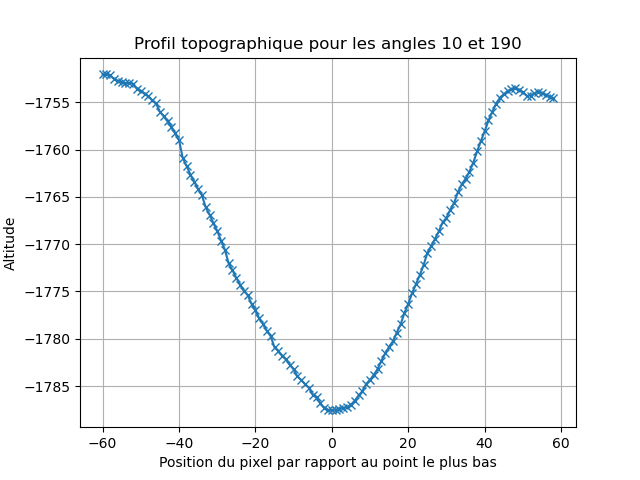 Profil topographique pour les angles 10 et 190
−1755
−1760
−1765
−1770
−1775
−1780
−1785
Altitude
−60 −40 −20 0 20 40 60
Position du pixel par rapport au point le plus bas